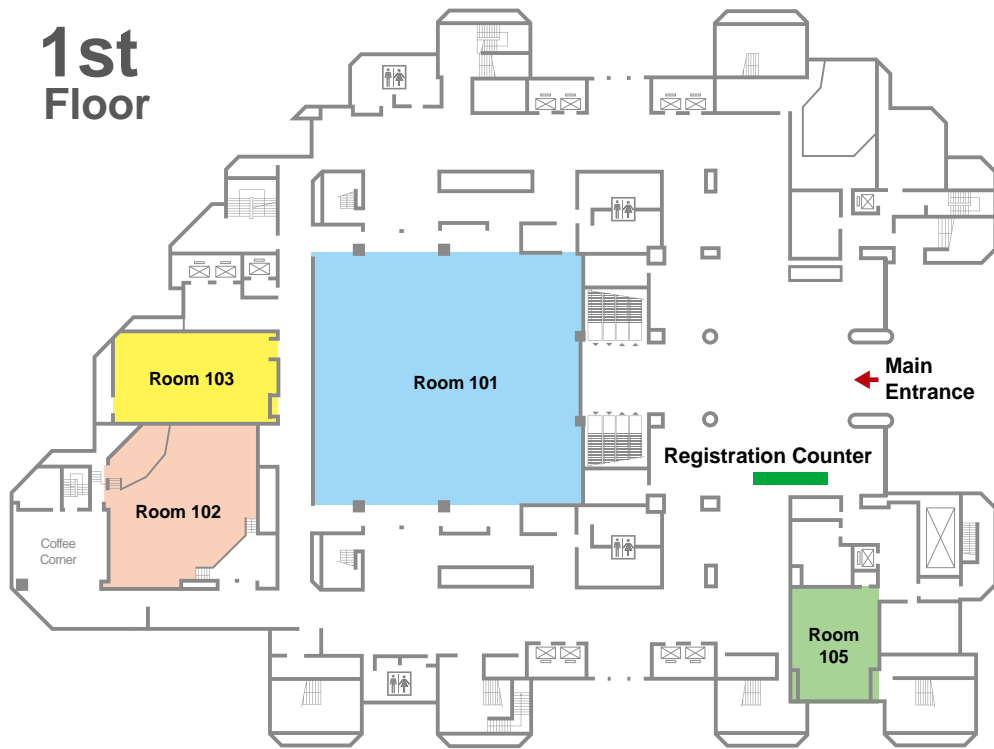 1st
Floor
Room 103
Room 101
Main
Entrance
Registration Counter
Room 102
Coffee
Corner
Room
105